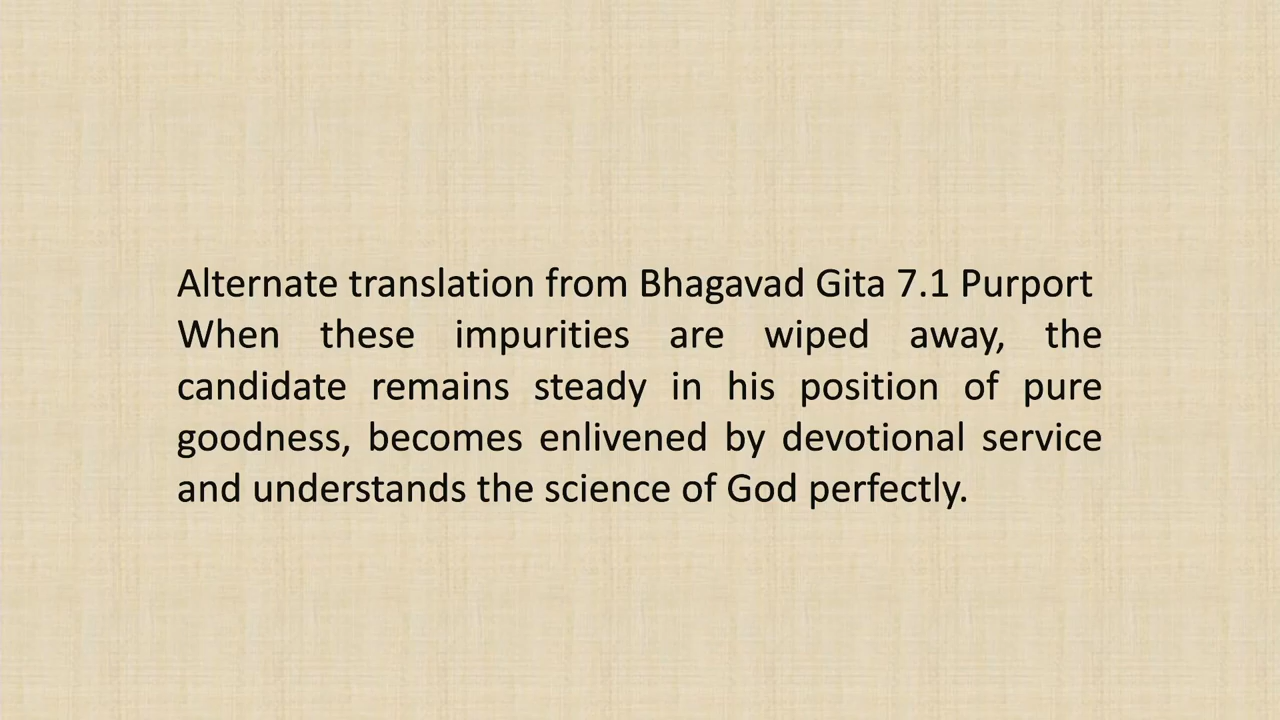 Alternate translation from Bhagavad Gita 7.1 Purport
When these impurities are wiped away, the
candidate remains steady in his position of pure
goodness, becomes enlivened by devotional service
and understands the science of God perfectly.